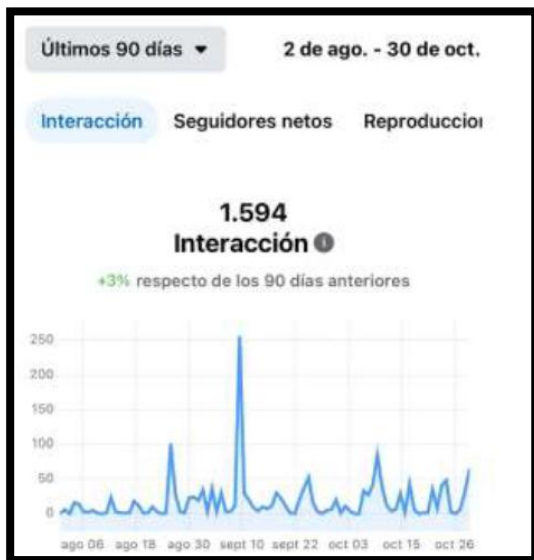 Últimos 90 días 2 de ago. - 30 de oct.
Interacción Seguidores netos Reproduccion
1.594
Interacción
+3% respecto de los 90 días anteriores
250
200
150
100
50
0
ago 06 ago 18 ago 30 sept 10 sept 22 oct 03 oct 15 oct 26